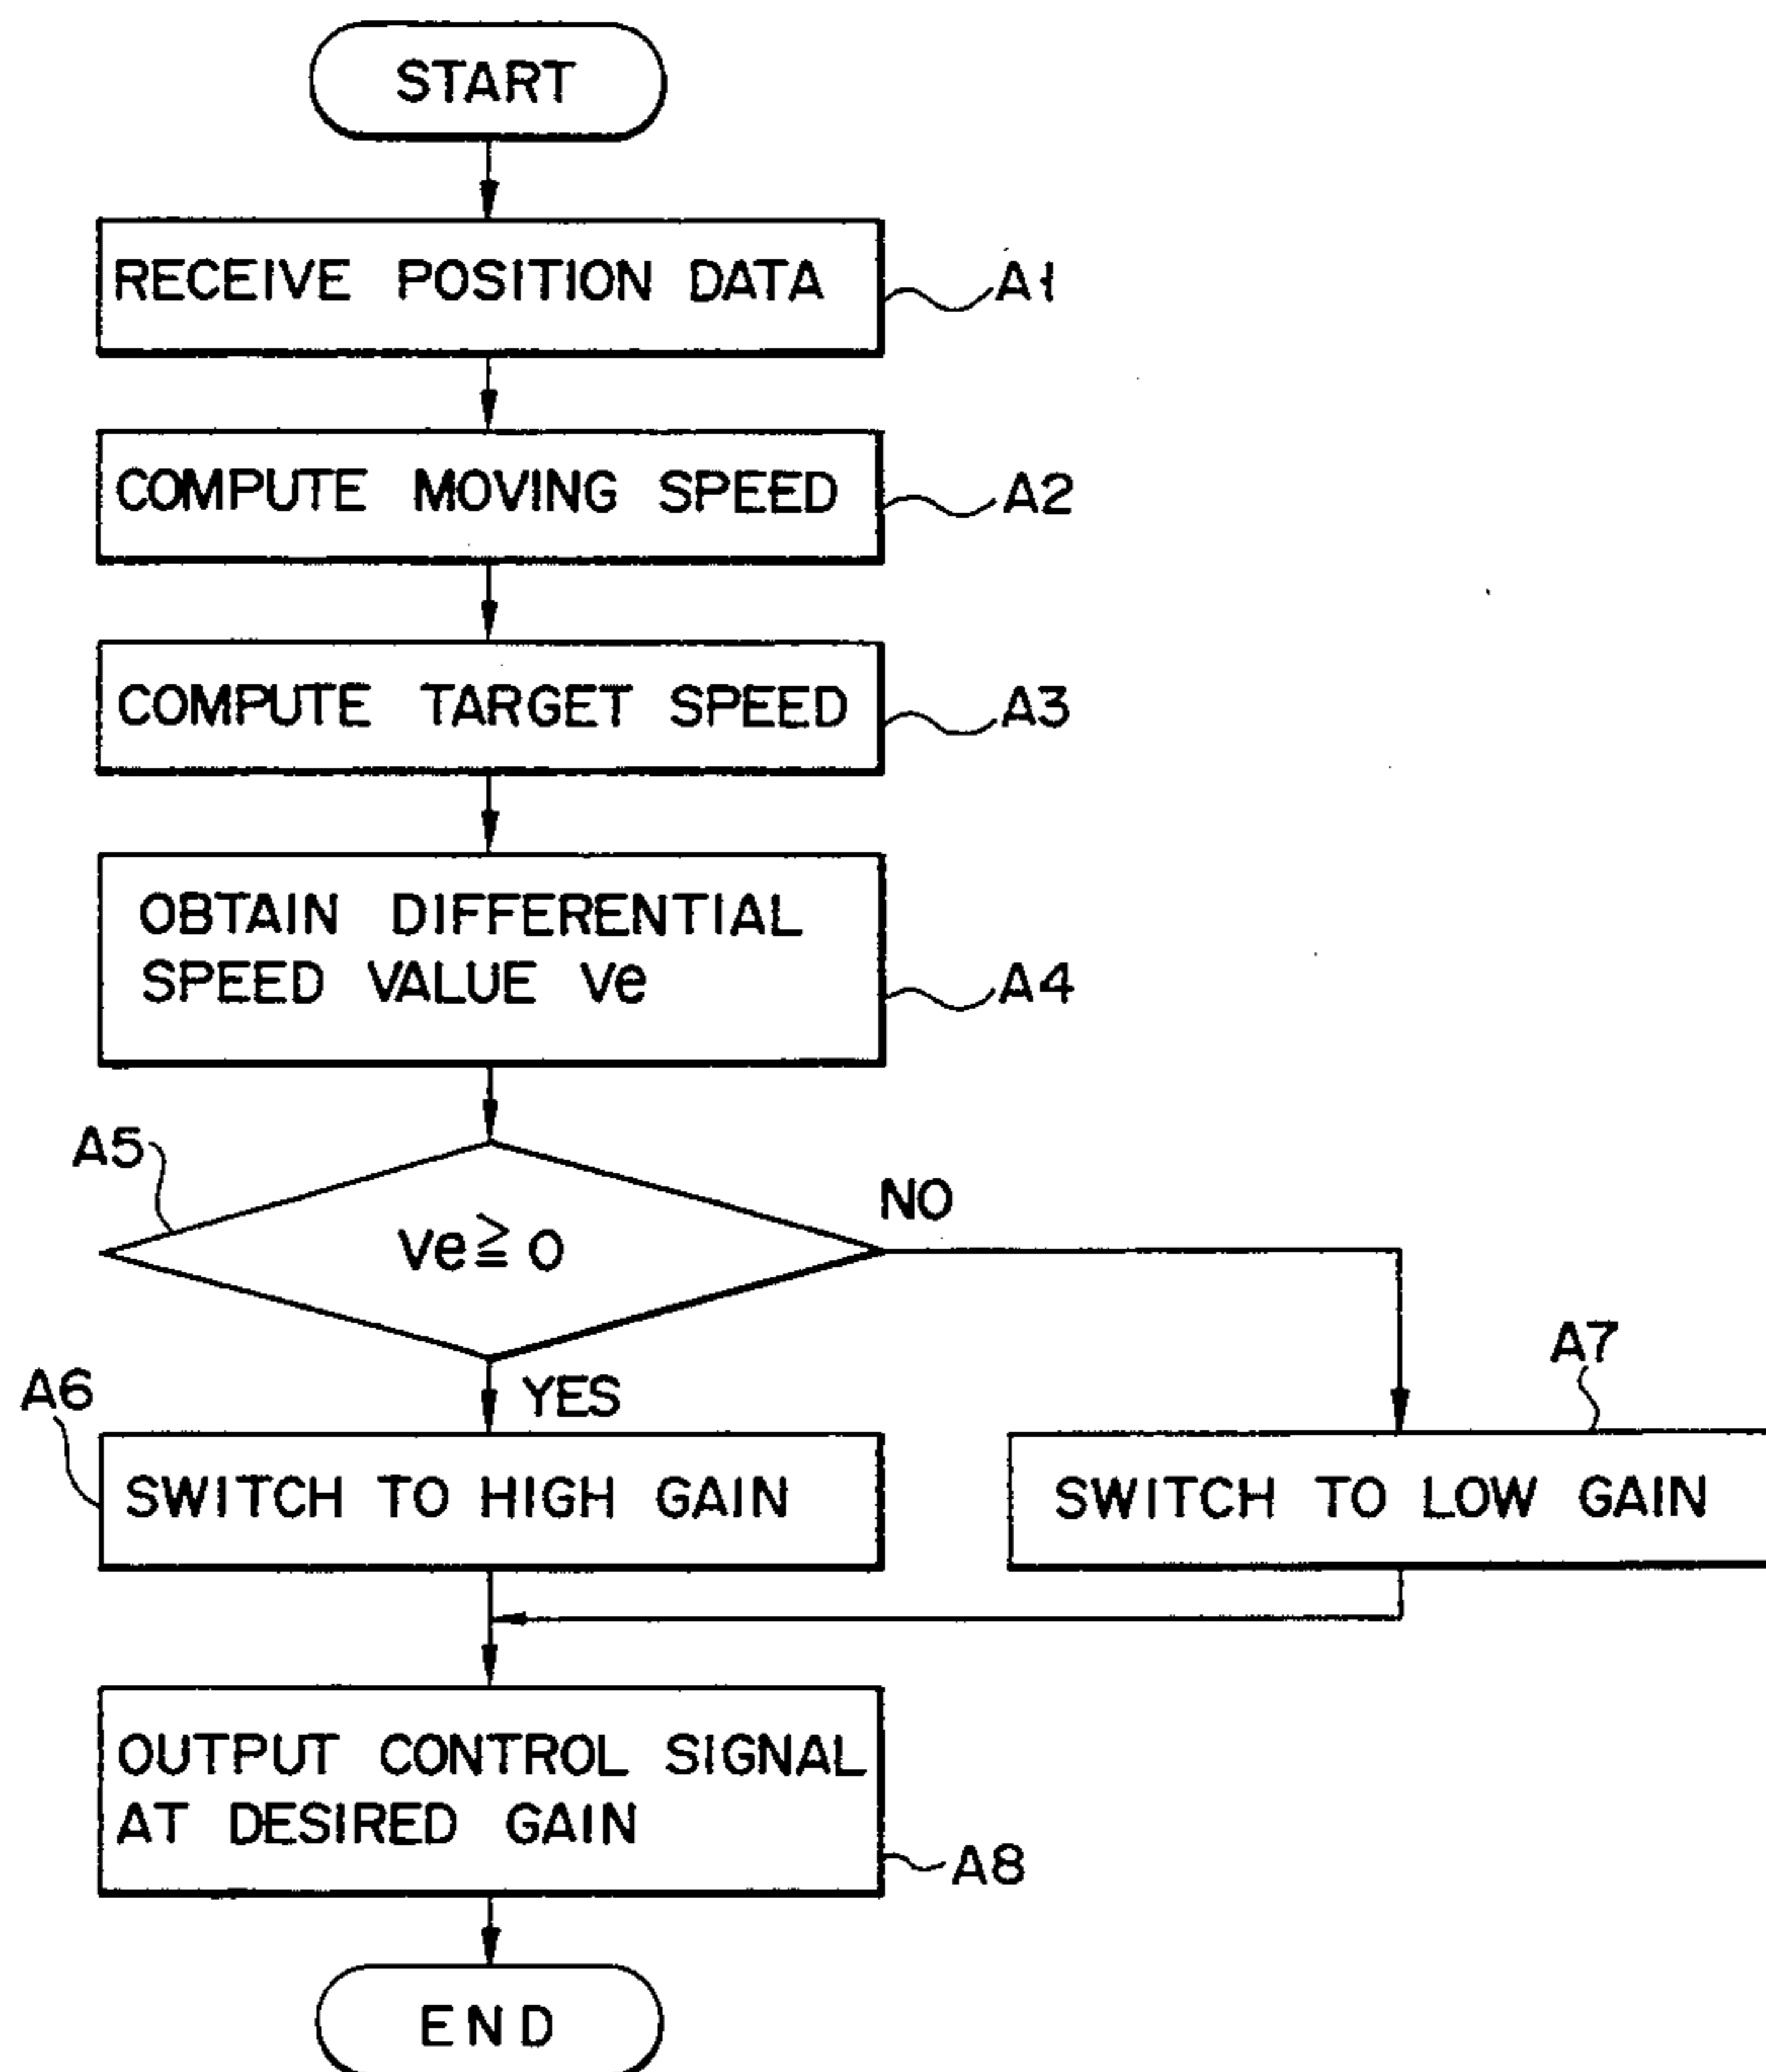 START
RECEIVE POSITION DATA
A1
COMPUTE MOVING SPEED
A2
COMPUTE TARGET SPEED
A3
OBTAIN DIFFERENTIAL
SPEED VALUE Ve
A4
A5
Ve ≧ 0
NO
YES
A6
SWITCH TO HIGH GAIN
A7
SWITCH TO LOW GAIN
OUTPUT CONTROL SIGNAL
AT DESIRED GAIN
A8
END